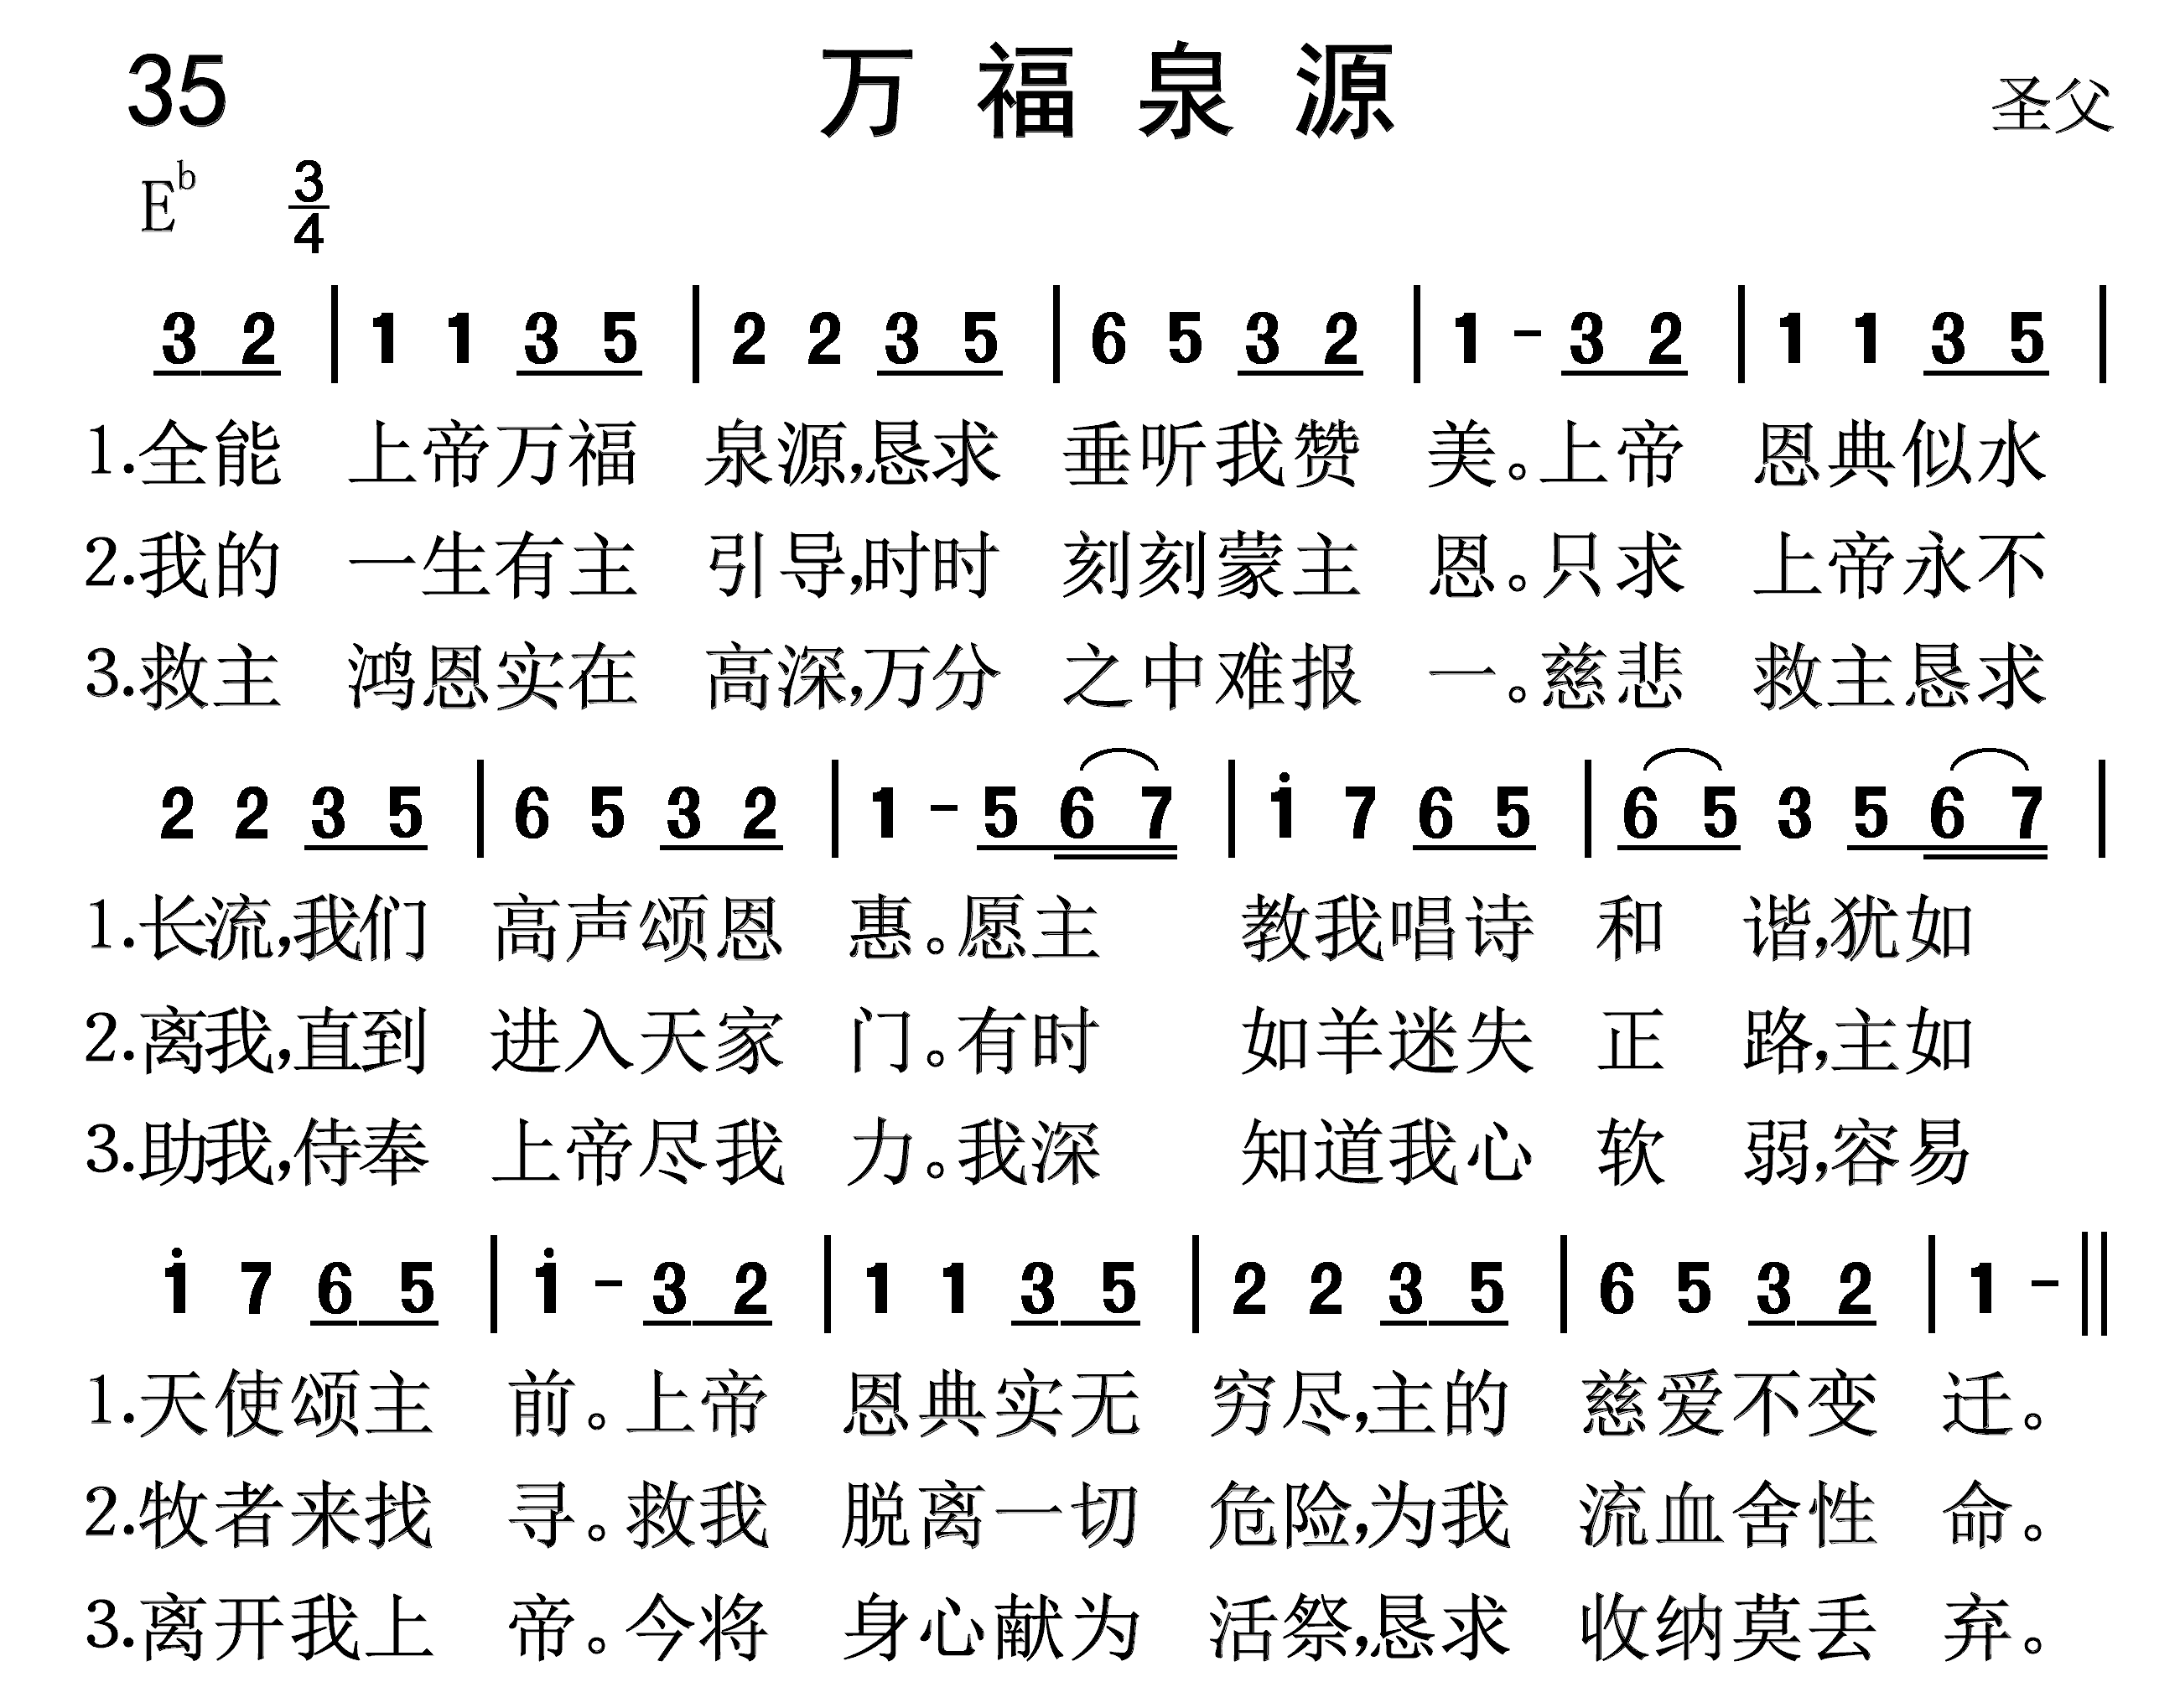 35 万福泉源 圣父
E♭ 3/4
3 2 | 1 1 3 5 | 2 2 3 5 | 6 5 3 2 | 1 - 3 2 | 1 1 3 5 |
1.全能 上帝万福 泉源,恳求 垂听我赞 美。上帝 恩典似水
2.我的 一生有主 引导,时时 刻刻蒙主 恩。只求 上帝永不
3.救主 鸿恩实在 高深,万分 之中难报 一。慈悲 救主恳求
2 2 3 5 | 6 5 3 2 | 1 - 5 6 7 | i 7 6 5 | 6 5 3 5 6 7 |
1.长流,我们 高声颂恩 惠。愿主 教我唱诗 和 谐,犹如
2.离我,直到 进入天家 门。有时 如羊迷失 正 路,主如
3.助我,侍奉 上帝尽我 力。我深 知道我心 软 弱,容易
i 7 6 5 | i - 3 2 | 1 1 3 5 | 2 2 3 5 | 6 5 3 2 | 1 - ||
1.天使颂主 前。上帝 恩典实无 穷尽,主的 慈爱不变 迁。
2.牧者来找 寻。救我 脱离一切 危险,为我 流血舍性 命。
3.离开我上 帝。今将 身心献为 活祭,恳求 收纳莫丢 弃。